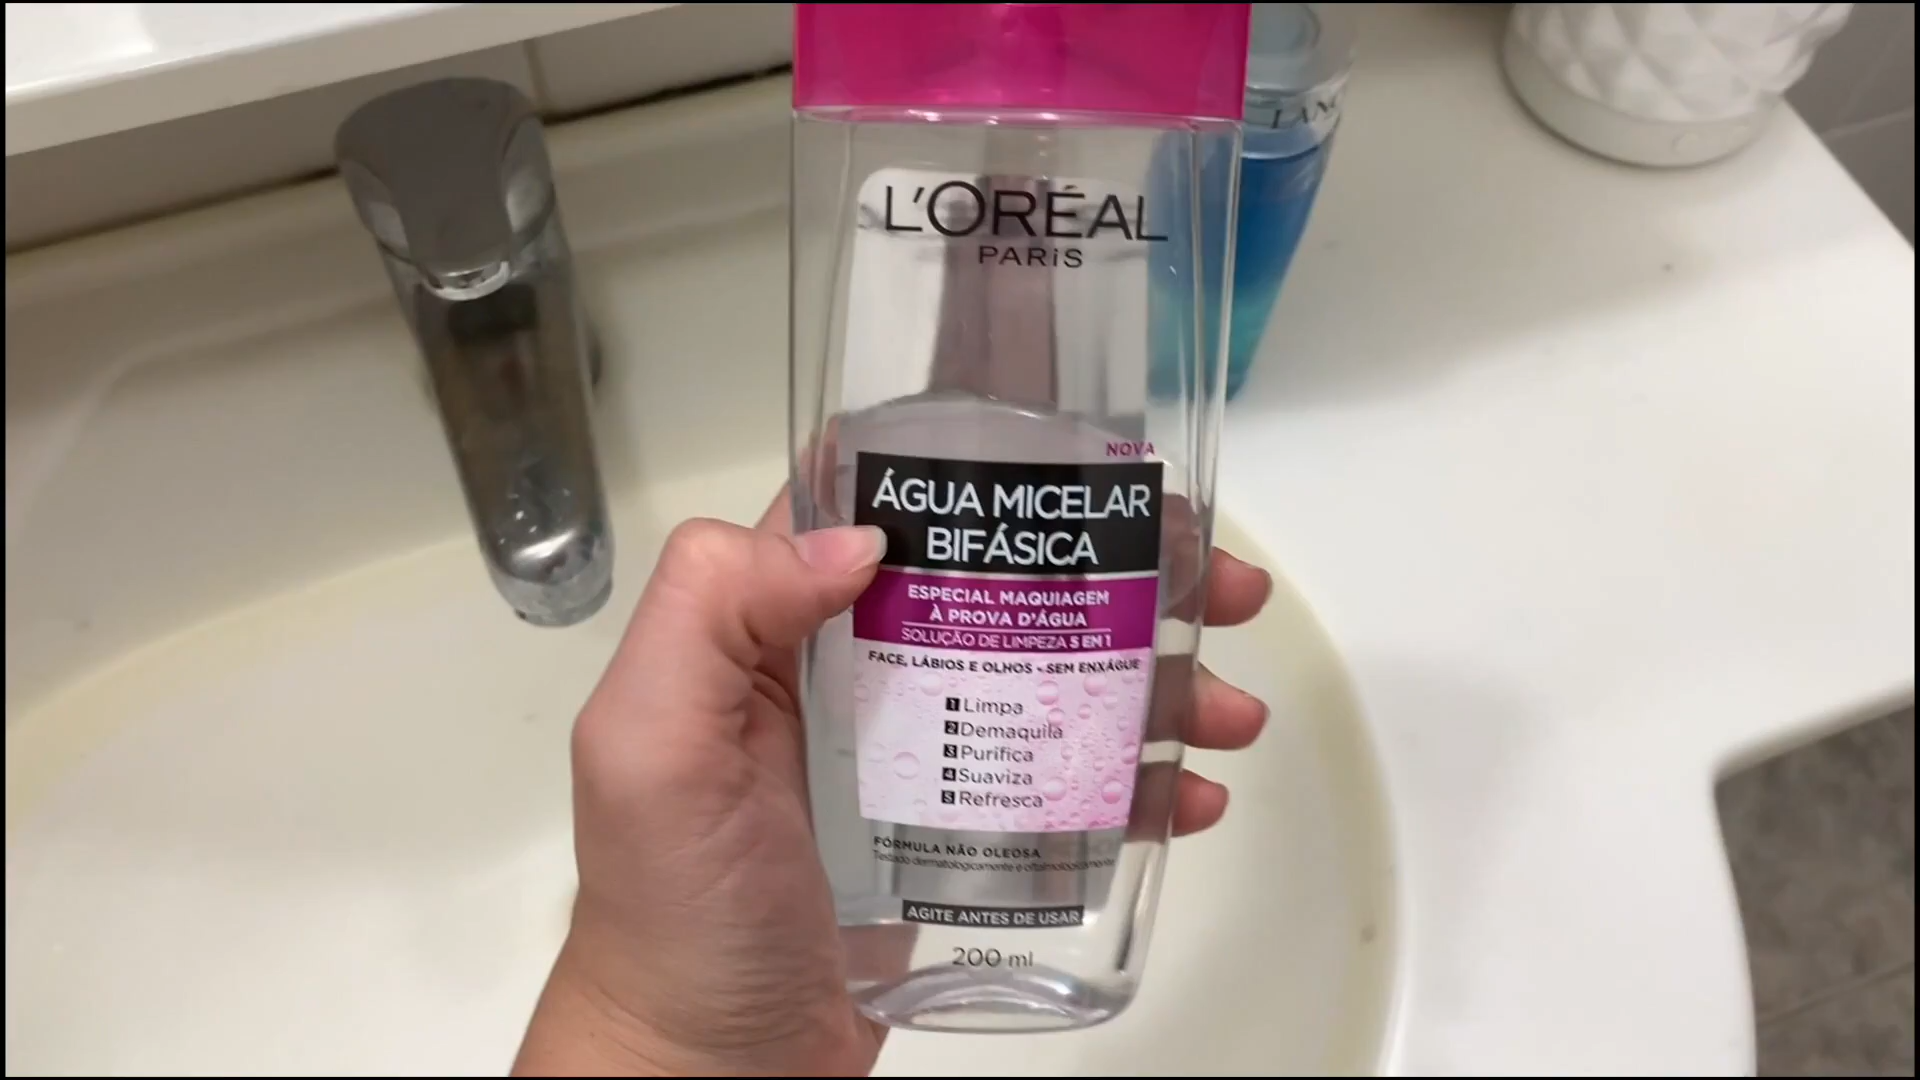 L'ORÉAL
PARIS
LANC
NOVA
ÁGUA MICELAR
BIFÁSICA
ESPECIAL MAQUIAGEM
À PROVA D'ÁGUA
SOLUÇÃO DE LIMPEZA 5 EM 1
FACE, LÁBIOS E OLHOS - SEM ENXÁGUE
1 Limpa
2 Demaquila
3 Purifica
4 Suaviza
5 Refresca
FÓRMULA NÃO OLEOSA
Testado dermatologicamente e oftalmologicamente
AGITE ANTES DE USAR
200 ml